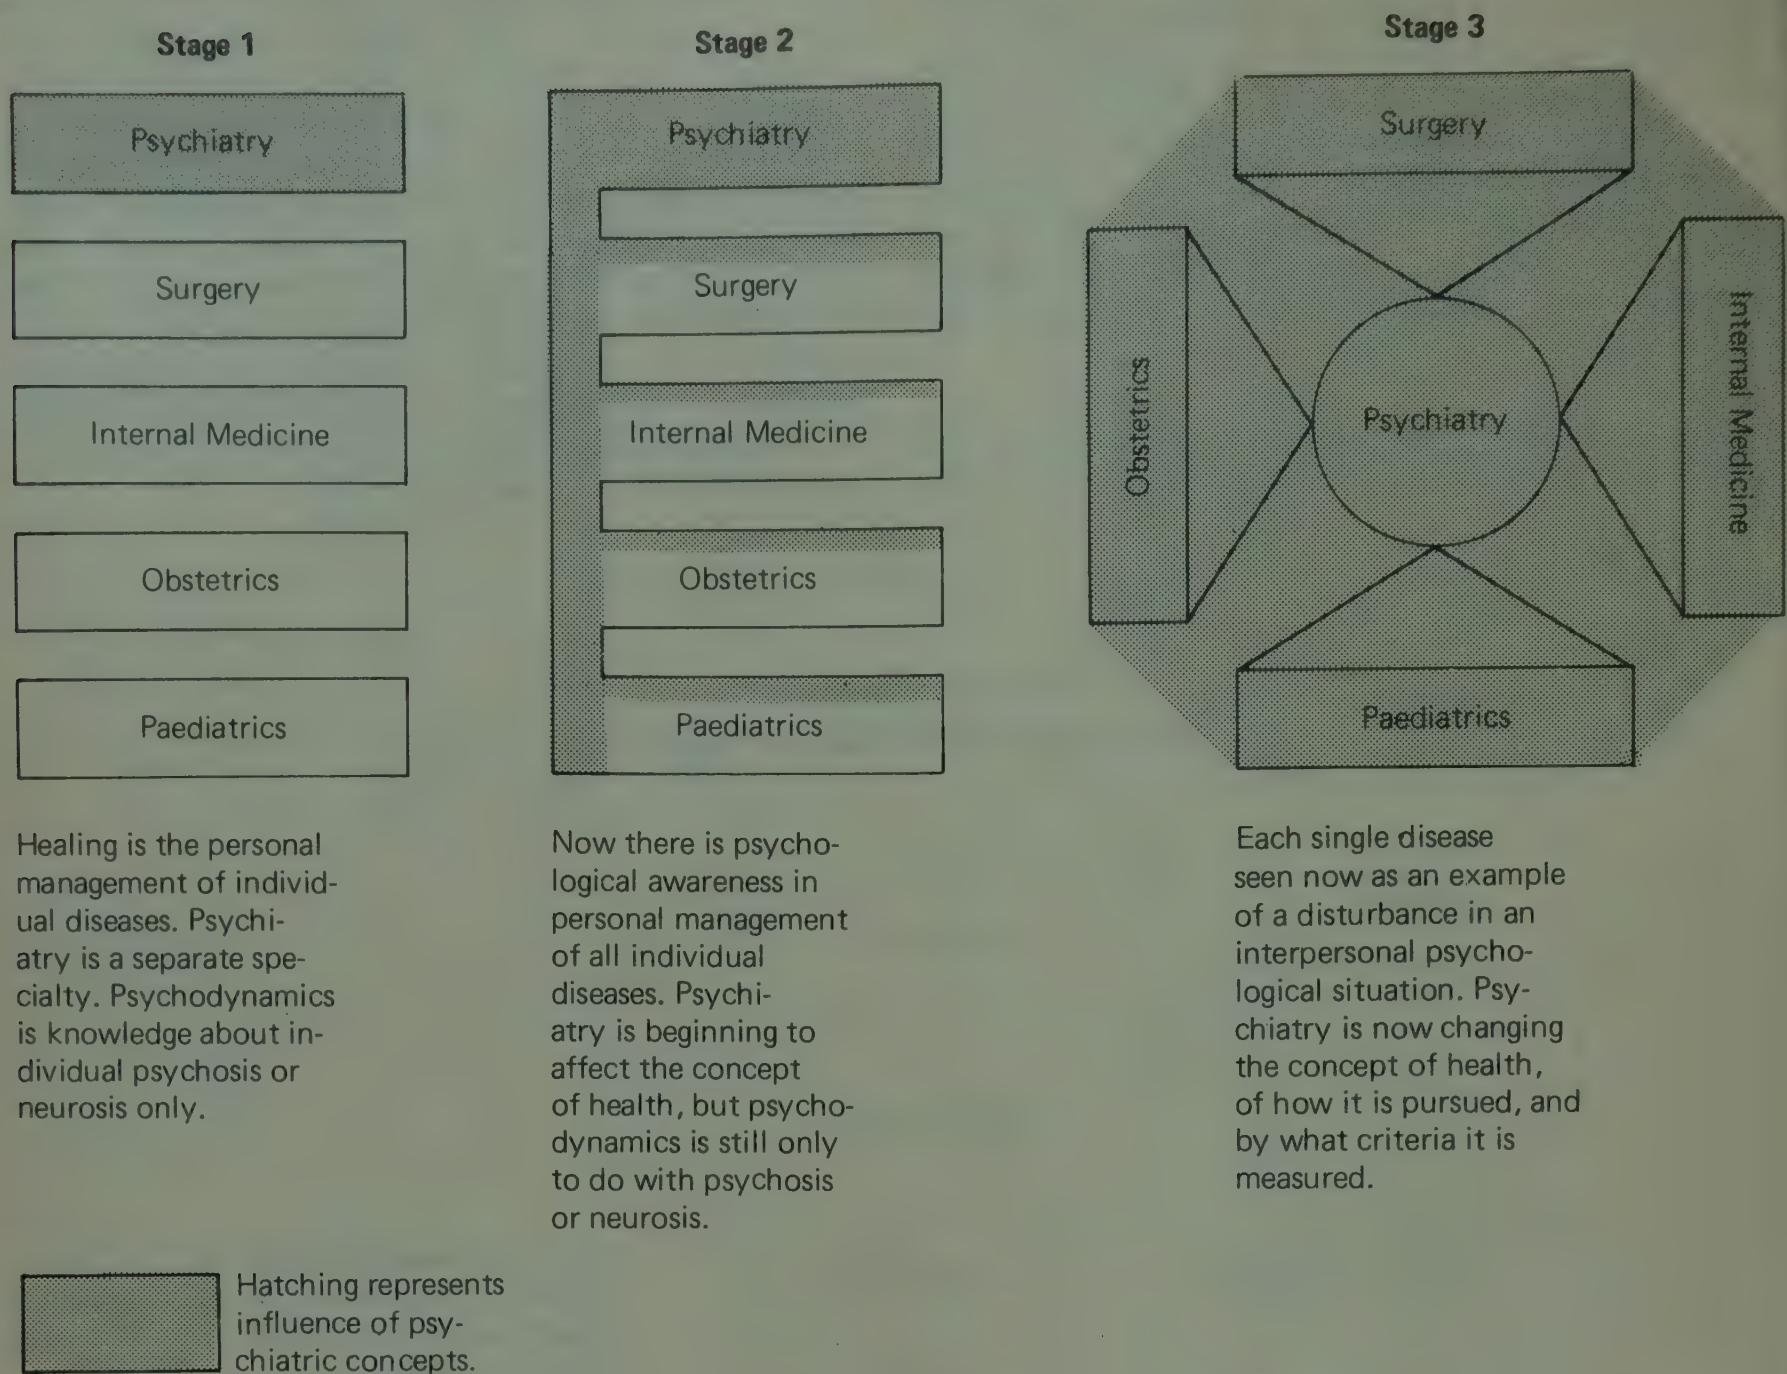 Stage 1
Psychiatry
Surgery
Internal Medicine
Obstetrics
Paediatrics
Healing is the personal
management of individ-
ual diseases. Psychi-
atry is a separate spe-
cialty. Psychodynamics
is knowledge about in-
dividual psychosis or
neurosis only.
Stage 2
Psychiatry
Surgery
Internal Medicine
Obstetrics
Paediatrics
Now there is psycho-
logical awareness in
personal management
of all individual
diseases. Psychi-
atry is beginning to
affect the concept
of health, but psycho-
dynamics is still only
to do with psychosis
or neurosis.
Stage 3
Surgery
Obstetrics
Psychiatry
Internal Medicine
Paediatrics
Each single disease
seen now as an example
of a disturbance in an
interpersonal psycho-
logical situation. Psy-
chiatry is now changing
the concept of health,
of how it is pursued, and
by what criteria it is
measured.
Hatching represents
influence of psy-
chiatric concepts.